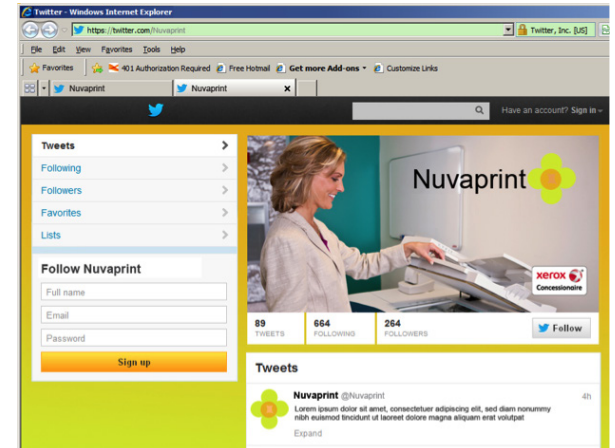 Twitter - Windows Internet Explorer
https://twitter.com/Nuvaprint
Twitter, Inc. [US]
File Edit View Favorites Tools Help
Favorites 401 Authorization Required Free Hotmail Get more Add-ons Customize Links
Nuvaprint Nuvaprint x
Have an account? Sign in
Tweets
Following
Followers
Favorites
Lists
Follow Nuvaprint
Full name
Email
Password
Sign up
Nuvaprint
xerox
Concessionaire
89 664 264
TWEETS FOLLOWING FOLLOWERS
Follow
Tweets
Nuvaprint @Nuvaprint 4h
Lorem ipsum dolor sit amet, consectetuer adipiscing elit, sed diam nonummy
nibh euismod tincidunt ut laoreet dolore magna aliquam erat volutpat
Expand